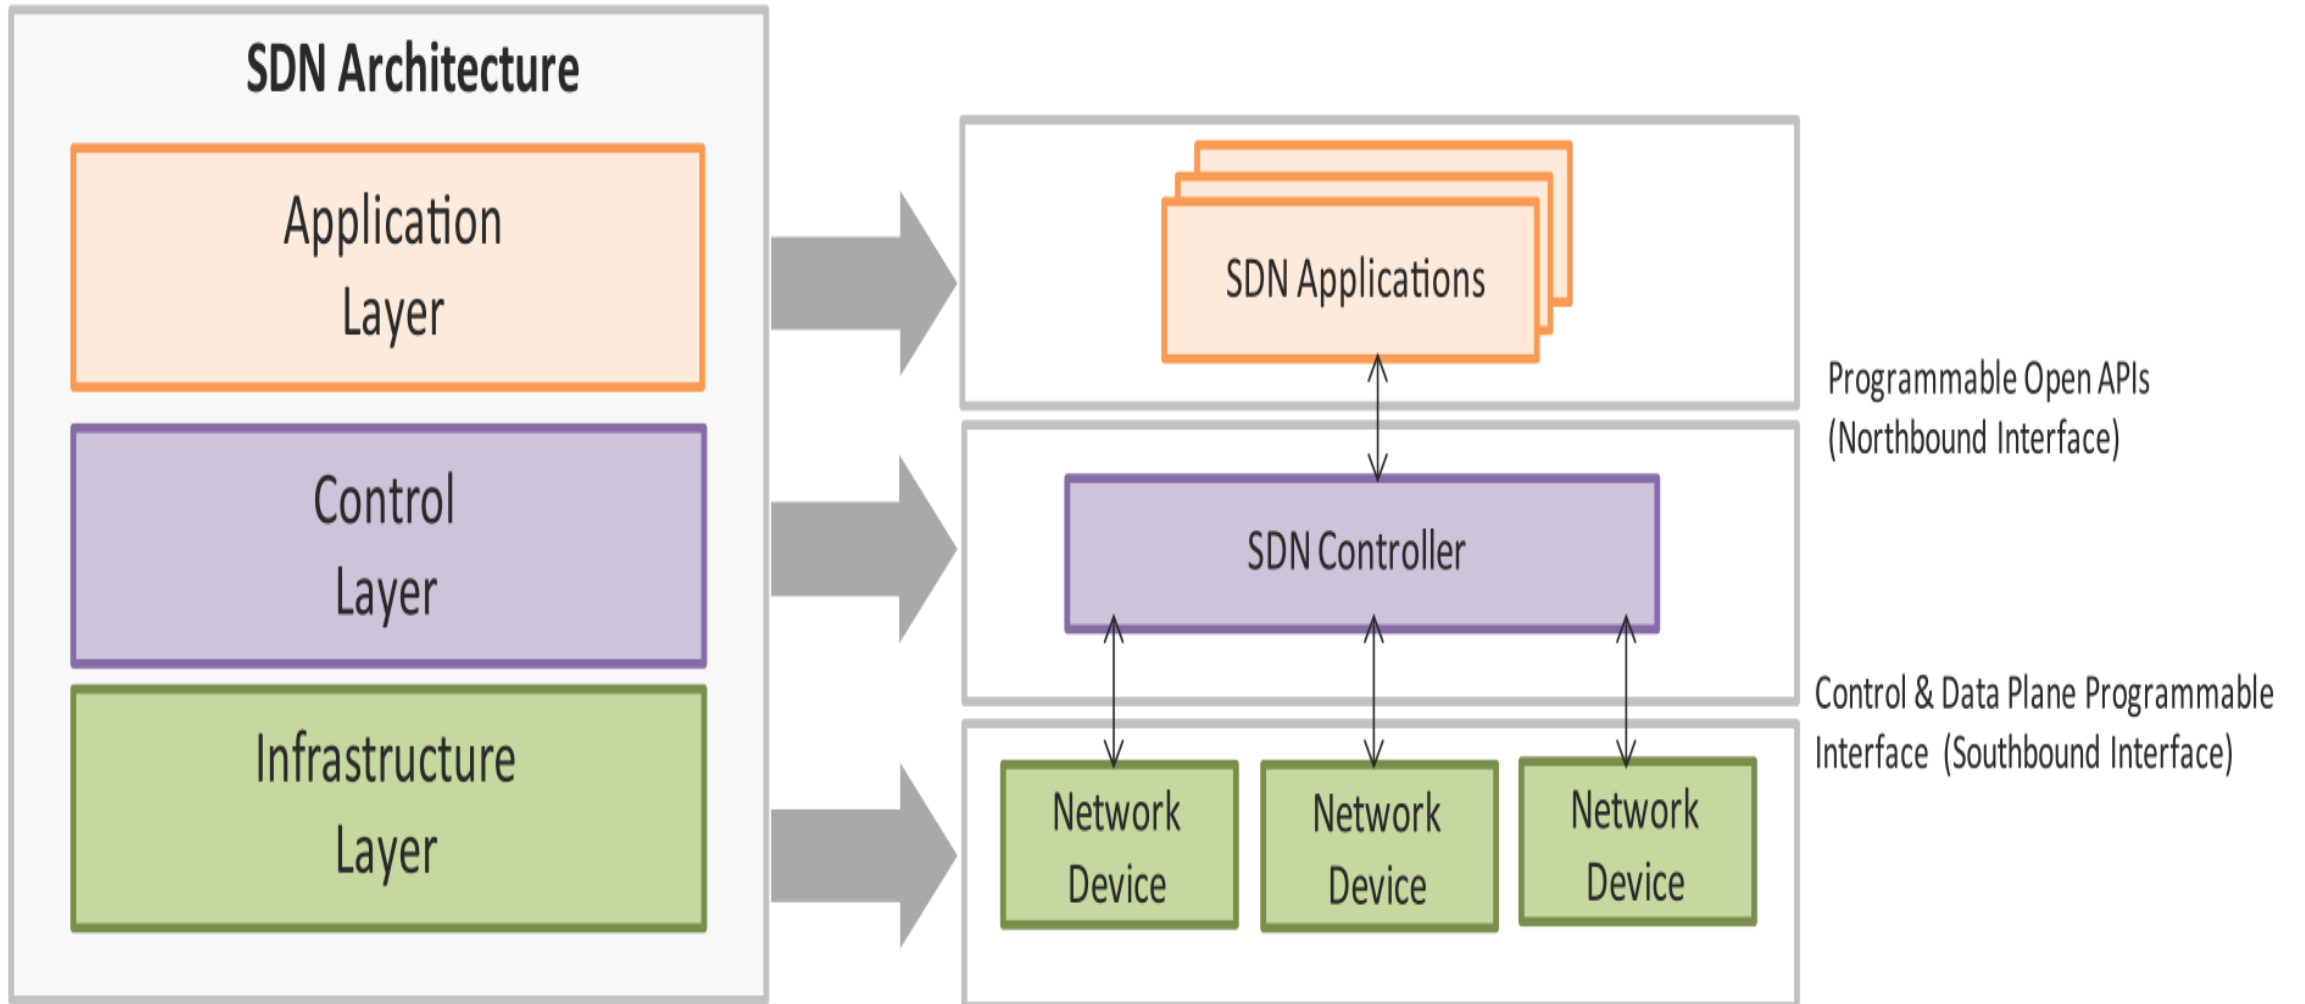 SDN Architecture
Application
Layer
Control
Layer
Infrastructure
Layer
SDN Applications
SDN Controller
Network
Device
Network
Device
Network
Device
Programmable Open APIs
(Northbound Interface)
Control & Data Plane Programmable
Interface (Southbound Interface)